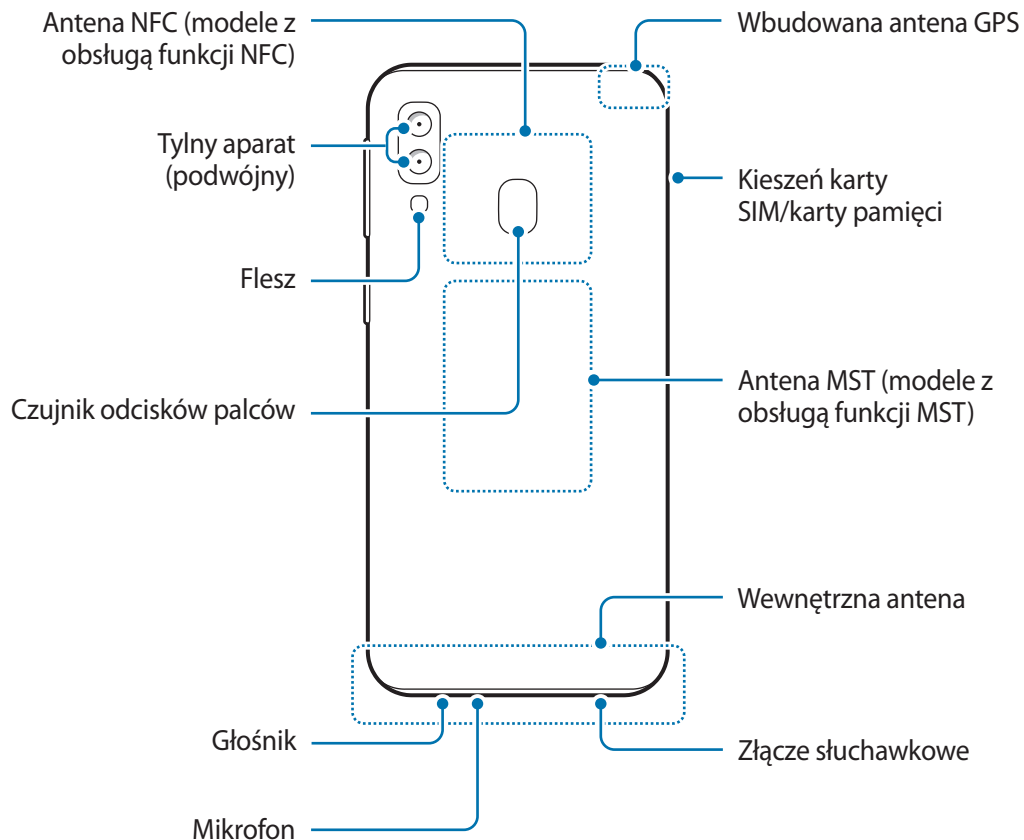 Antena NFC (modele z
obsługą funkcji NFC)
Wbudowana antena GPS
Tylny aparat
(podwójny)
Kieszeń karty
SIM/karty pamięci
Flesz
Czujnik odcisków palców
Antena MST (modele z
obsługą funkcji MST)
Wewnętrzna antena
Głośnik
Złącze słuchawkowe
Mikrofon